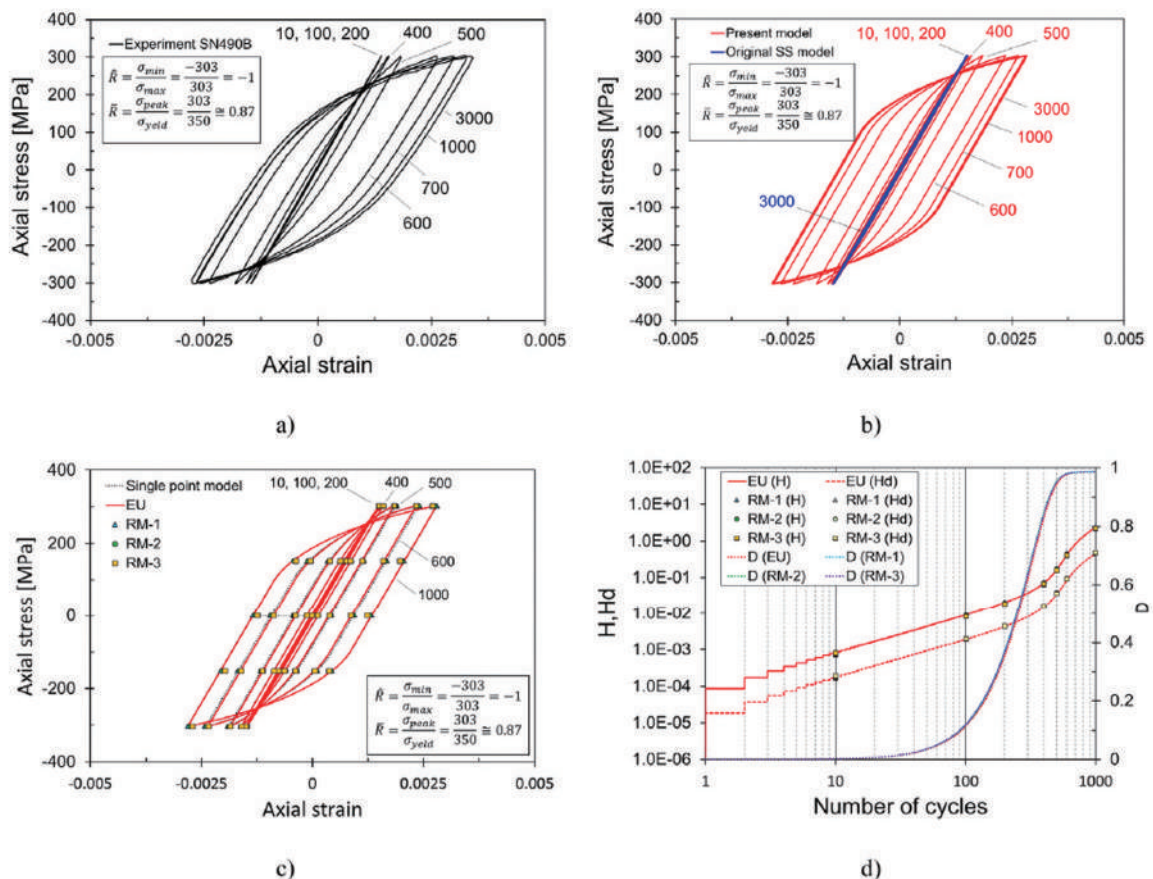 400
300
200
100
0
-100
-200
-300
-400
-0.005
-0.0025
0
0.0025
0.005
Axial stress [MPa]
Axial strain
Experiment SN490B
R̂ = σmin/σmax = -303/303 = -1
R̄ = σpeak/σyeld = 303/350 ≅ 0.87
10, 100, 200
400
500
3000
1000
700
600
a)
400
300
200
100
0
-100
-200
-300
-400
-0.005
-0.0025
0
0.0025
0.005
Axial stress [MPa]
Axial strain
Present model
Original SS model
R̂ = σmin/σmax = -303/303 = -1
R̄ = σpeak/σyeld = 303/350 ≅ 0.87
10, 100, 200
400
500
3000
1000
700
600
3000
b)
400
200
0
-200
-400
-0.005
-0.0025
0
0.0025
0.005
Axial stress [MPa]
Axial strain
Single point model
EU
RM-1
RM-2
RM-3
10, 100, 200
400
500
600
1000
R̂ = σmin/σmax = -303/303 = -1
R̄ = σpeak/σyeld = 303/350 ≅ 0.87
c)
1.0E+02
1.0E+01
1.0E+00
1.0E-01
1.0E-02
1.0E-03
1.0E-04
1.0E-05
1.0E-06
H,Hd
1
10
100
1000
Number of cycles
1
0.8
0.6
0.4
0.2
0
D
EU (H) EU (Hd)
RM-1 (H) RM-1 (Hd)
RM-2 (H) RM-2 (Hd)
RM-3 (H) RM-3 (Hd)
D (EU) D (RM-1)
D (RM-2) D (RM-3)
d)